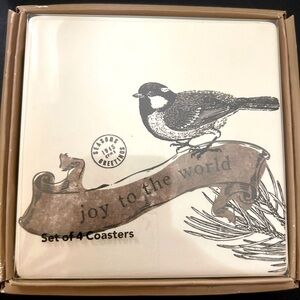 SEASONS
1915
GREETINGS
joy to the world
Set of 4 Coasters